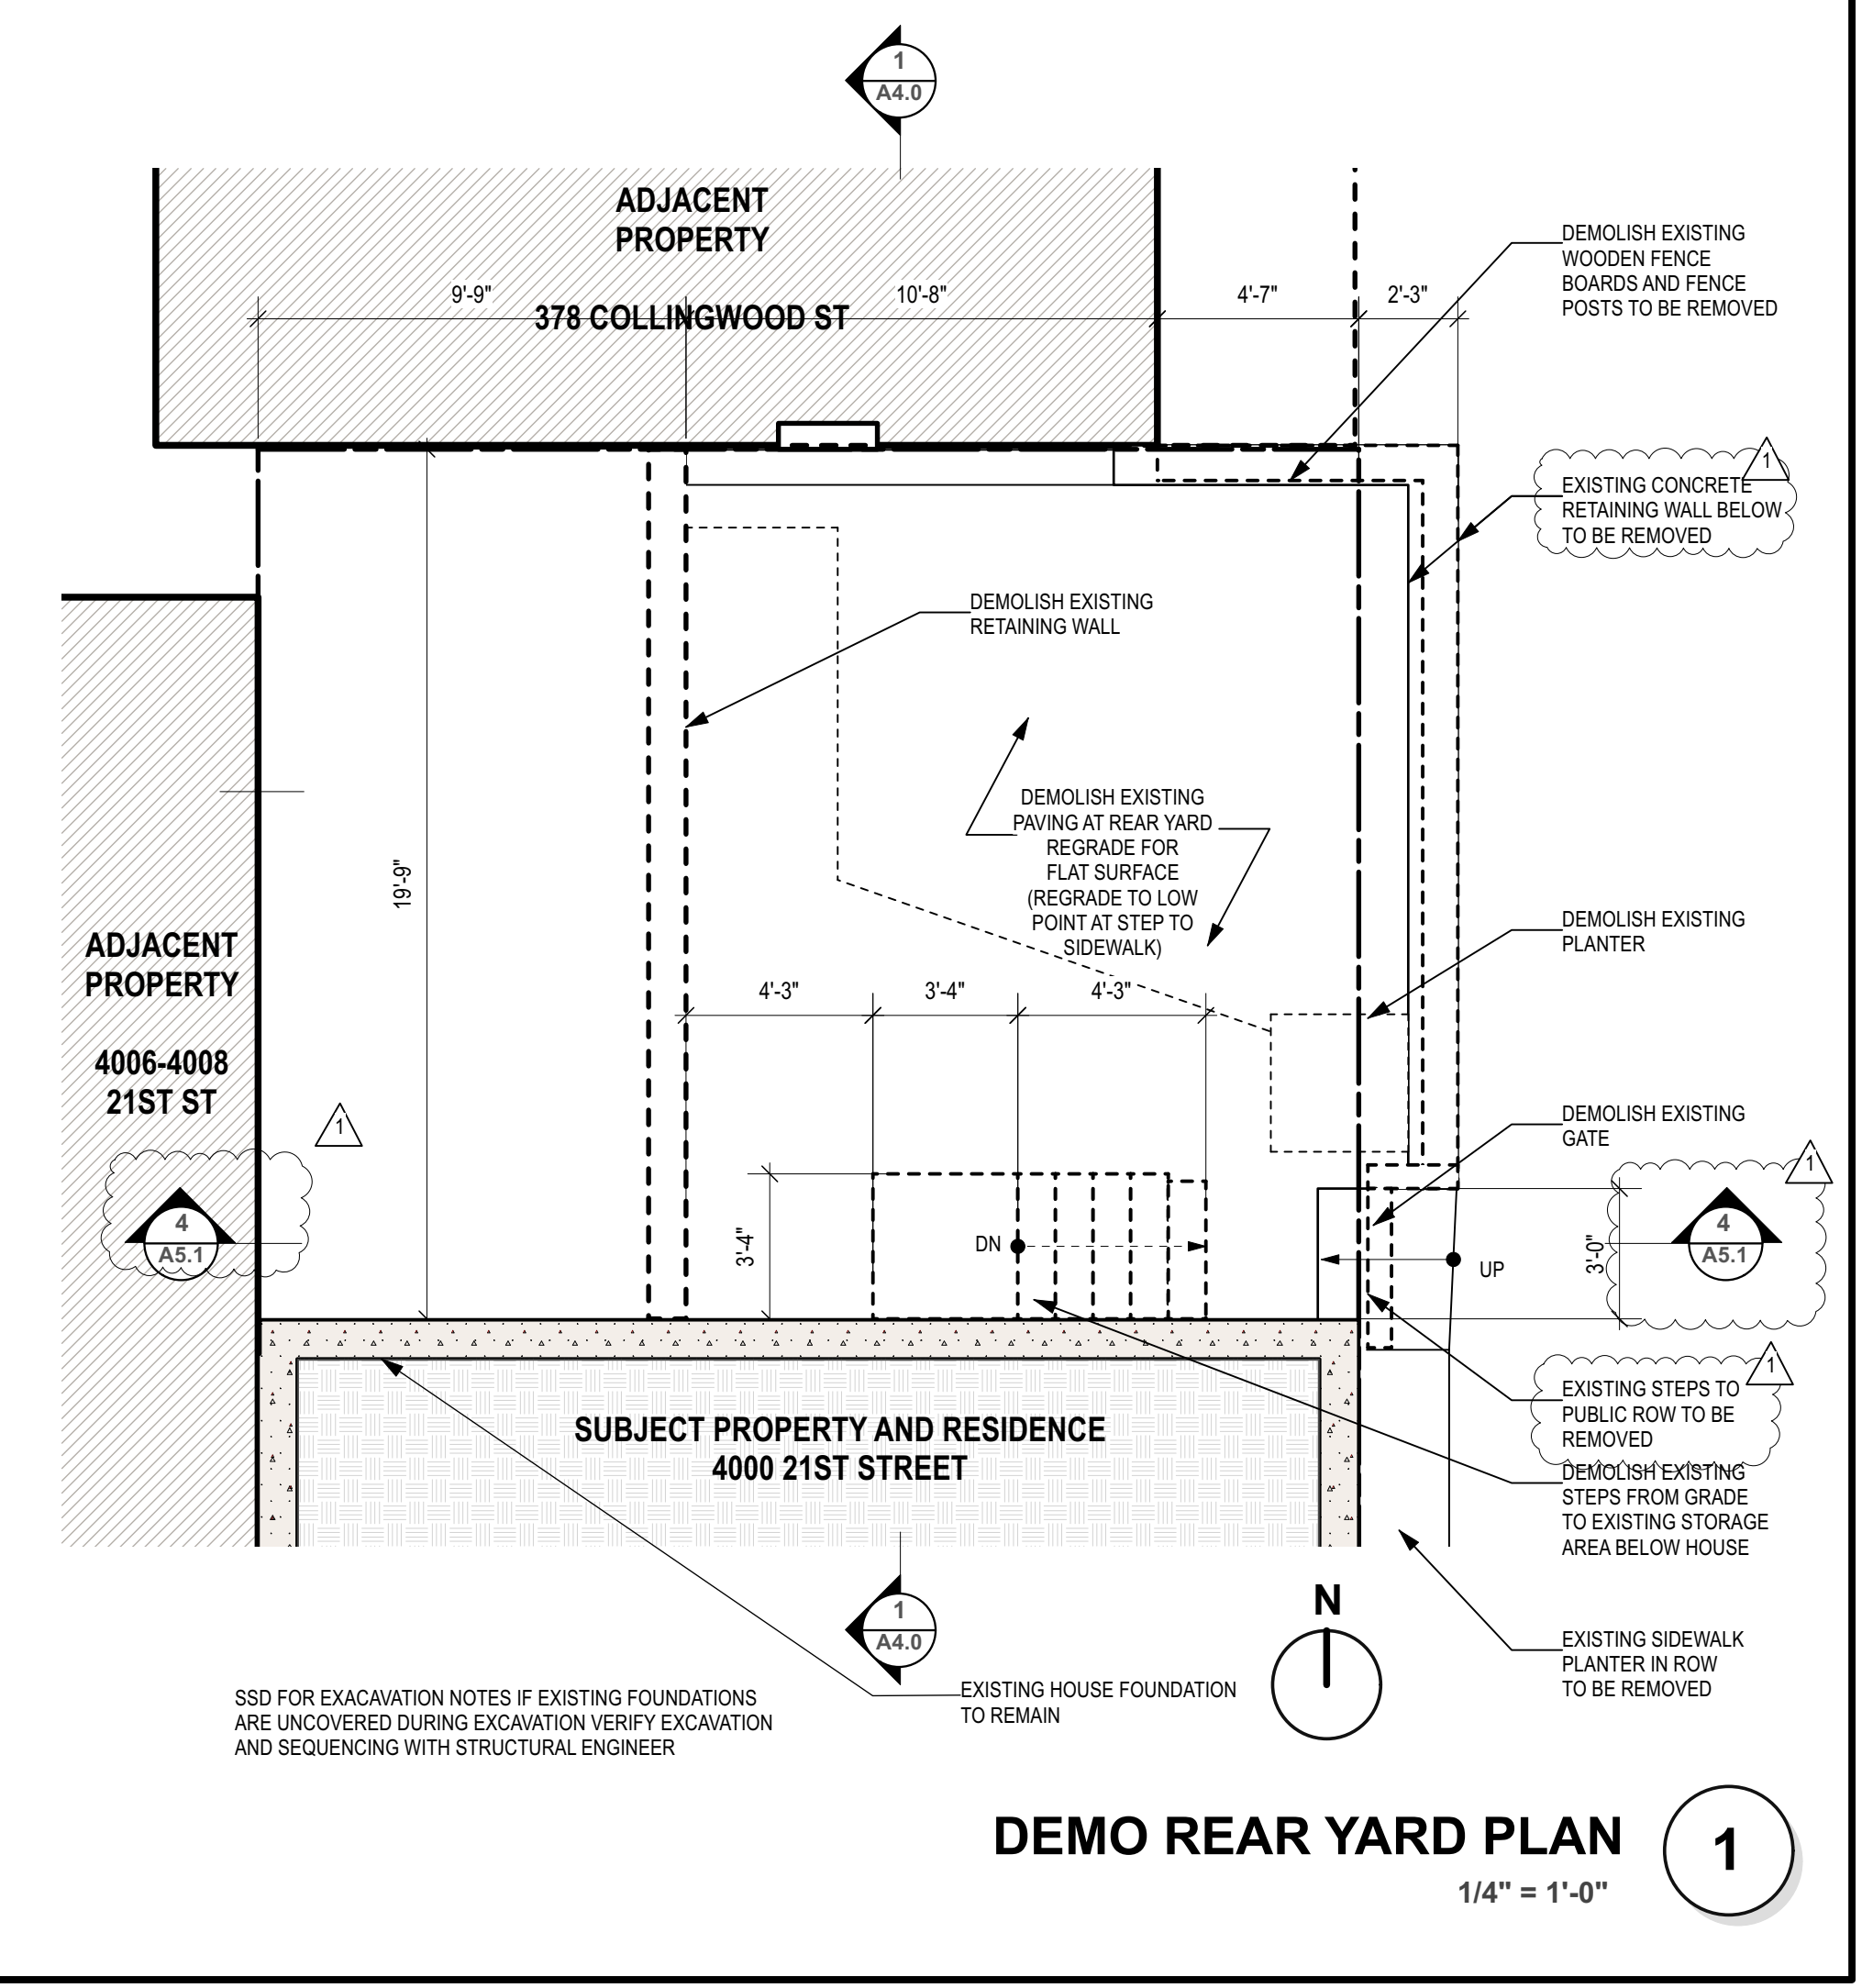 1
A4.0
ADJACENT
PROPERTY
378 COLLINGWOOD ST
9'-9"
10'-8"
4'-7"
2'-3"
DEMOLISH EXISTING
WOODEN FENCE
BOARDS AND FENCE
POSTS TO BE REMOVED
1
EXISTING CONCRETE
RETAINING WALL BELOW
TO BE REMOVED
DEMOLISH EXISTING
RETAINING WALL
DEMOLISH EXISTING
PAVING AT REAR YARD
REGRADE FOR
FLAT SURFACE
(REGRADE TO LOW
POINT AT STEP TO
SIDEWALK)
19'-9"
ADJACENT
PROPERTY
4006-4008
21ST ST
DEMOLISH EXISTING
PLANTER
4'-3"
3'-4"
4'-3"
1
DEMOLISH EXISTING
GATE
1
4
A5.1
3'-4"
DN
UP
3'-0"
4
A5.1
1
EXISTING STEPS TO
PUBLIC ROW TO BE
REMOVED
SUBJECT PROPERTY AND RESIDENCE
4000 21ST STREET
DEMOLISH EXISTING
STEPS FROM GRADE
TO EXISTING STORAGE
AREA BELOW HOUSE
1
A4.0
N
EXISTING SIDEWALK
PLANTER IN ROW
TO BE REMOVED
SSD FOR EXACAVATION NOTES IF EXISTING FOUNDATIONS
ARE UNCOVERED DURING EXCAVATION VERIFY EXCAVATION
AND SEQUENCING WITH STRUCTURAL ENGINEER
EXISTING HOUSE FOUNDATION
TO REMAIN
DEMO REAR YARD PLAN
1
1/4" = 1'-0"